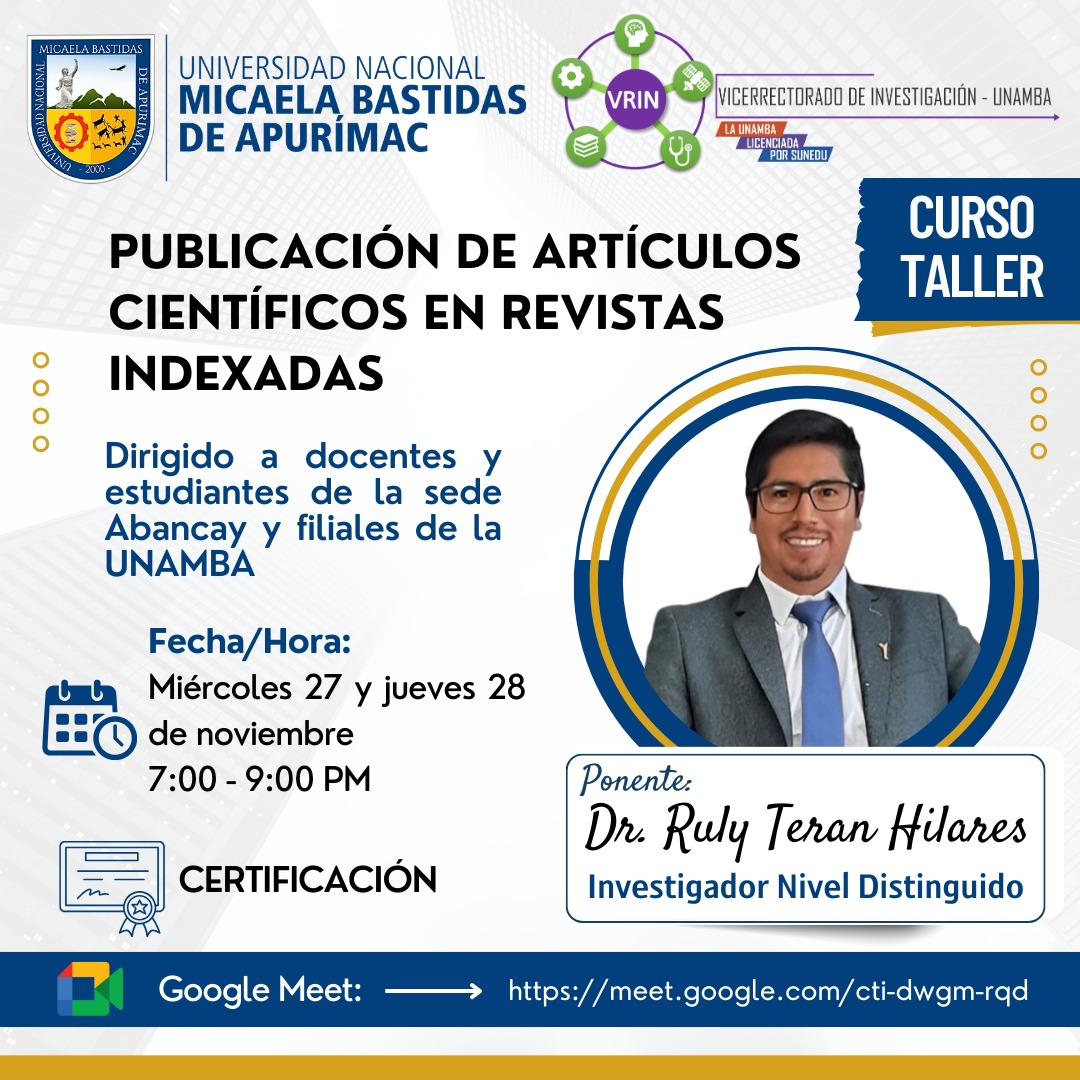 MICAELA BASTIDAS
UNIVERSIDAD NACIONAL
DE APURIMAC
- 2000 -
UNIVERSIDAD NACIONAL
MICAELA BASTIDAS
DE APURÍMAC
VRIN
VICERRECTORADO DE INVESTIGACIÓN - UNAMBA
LA UNAMBA
LICENCIADA
POR SUNEDU
CURSO
TALLER
PUBLICACIÓN DE ARTÍCULOS
CIENTÍFICOS EN REVISTAS
INDEXADAS
Dirigido a docentes y
estudiantes de la sede
Abancay y filiales de la
UNAMBA
Fecha/Hora:
Miércoles 27 y jueves 28
de noviembre
7:00 - 9:00 PM
CERTIFICACIÓN
Ponente:
Dr. Ruly Teran Hilares
Investigador Nivel Distinguido
Google Meet:
https://meet.google.com/cti-dwgm-rqd